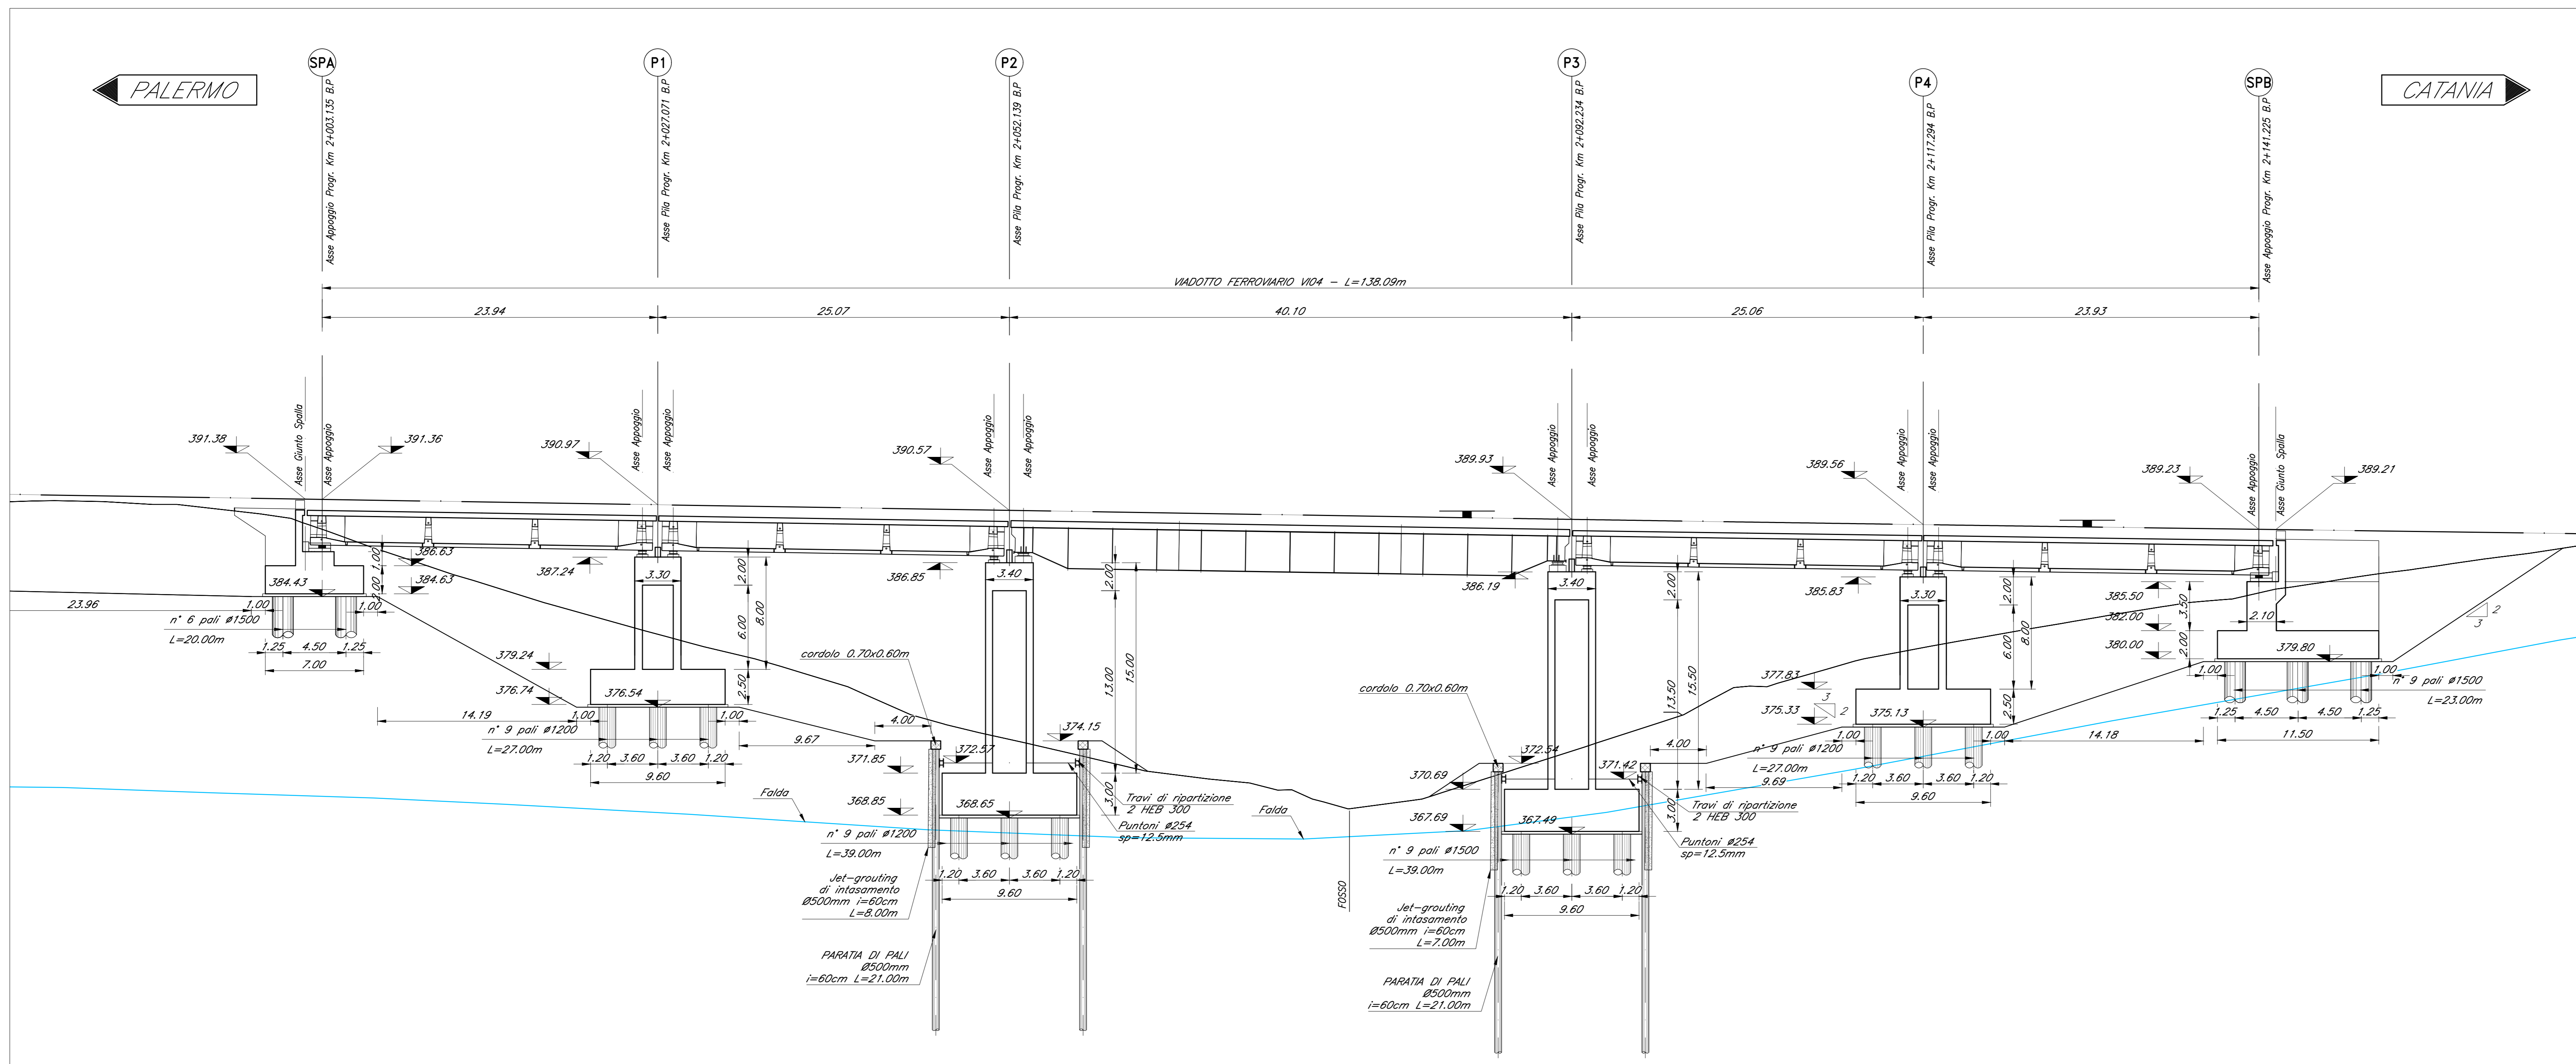 SPA
P1
P2
P3
P4
SPB
PALERMO
CATANIA
Asse Appoggio Progr. Km 2+003.135 B.P
Asse Pila Progr. Km 2+027.071 B.P
Asse Pila Progr. Km 2+052.139 B.P
Asse Pila Progr. Km 2+092.234 B.P
Asse Pila Progr. Km 2+117.294 B.P
Asse Appoggio Progr. Km 2+141.225 B.P
VIADOTTO FERROVIARIO VI04 - L=138.09m
23.94
25.07
40.10
25.06
23.93
Asse Giunto Spalla
Asse Appoggio
Asse Appoggio
Asse Appoggio
Asse Appoggio
Asse Appoggio
Asse Appoggio
Asse Appoggio
Asse Appoggio
Asse Appoggio
Asse Appoggio
Asse Giunto Spalla
391.38
391.36
390.97
390.57
389.93
389.56
389.23
389.21
386.63
384.63
384.43
1.00
2.00
23.96
1.00
1.00
n° 6 pali ø1500
L=20.00m
1.25
4.50
1.25
7.00
387.24
3.30
2.00
6.00
8.00
2.50
379.24
376.74
376.54
14.19
1.00
1.00
n° 9 pali ø1200
L=27.00m
1.20
3.60
3.60
1.20
9.60
9.67
4.00
cordolo 0.70x0.60m
386.85
3.40
2.00
13.00
15.00
3.00
374.15
372.57
371.85
368.85
368.65
Falda
n° 9 pali ø1200
L=39.00m
Travi di ripartizione
2 HEB 300
Puntoni ø254
sp=12.5mm
1.20
3.60
3.60
1.20
9.60
Jet-grouting
di intasamento
Ø500mm i=60cm
L=8.00m
PARATIA DI PALI
Ø500mm
i=60cm L=21.00m
Falda
FOSSO
386.19
3.40
2.00
13.50
15.50
3.00
cordolo 0.70x0.60m
372.54
370.69
371.42
367.69
367.49
4.00
n° 9 pali ø1500
L=39.00m
Travi di ripartizione
2 HEB 300
Puntoni ø254
sp=12.5mm
1.20
3.60
3.60
1.20
9.60
Jet-grouting
di intasamento
Ø500mm i=60cm
L=7.00m
PARATIA DI PALI
Ø500mm
i=60cm L=21.00m
385.83
3.30
2.00
6.00
8.00
2.50
377.83
3
2
375.33
375.13
1.00
1.00
14.18
n° 9 pali ø1200
L=27.00m
9.69
1.20
3.60
3.60
1.20
9.60
385.50
382.00
380.00
3.50
2.00
2.10
379.80
2
3
1.00
1.00
n° 9 pali ø1500
L=23.00m
1.25
4.50
4.50
1.25
11.50